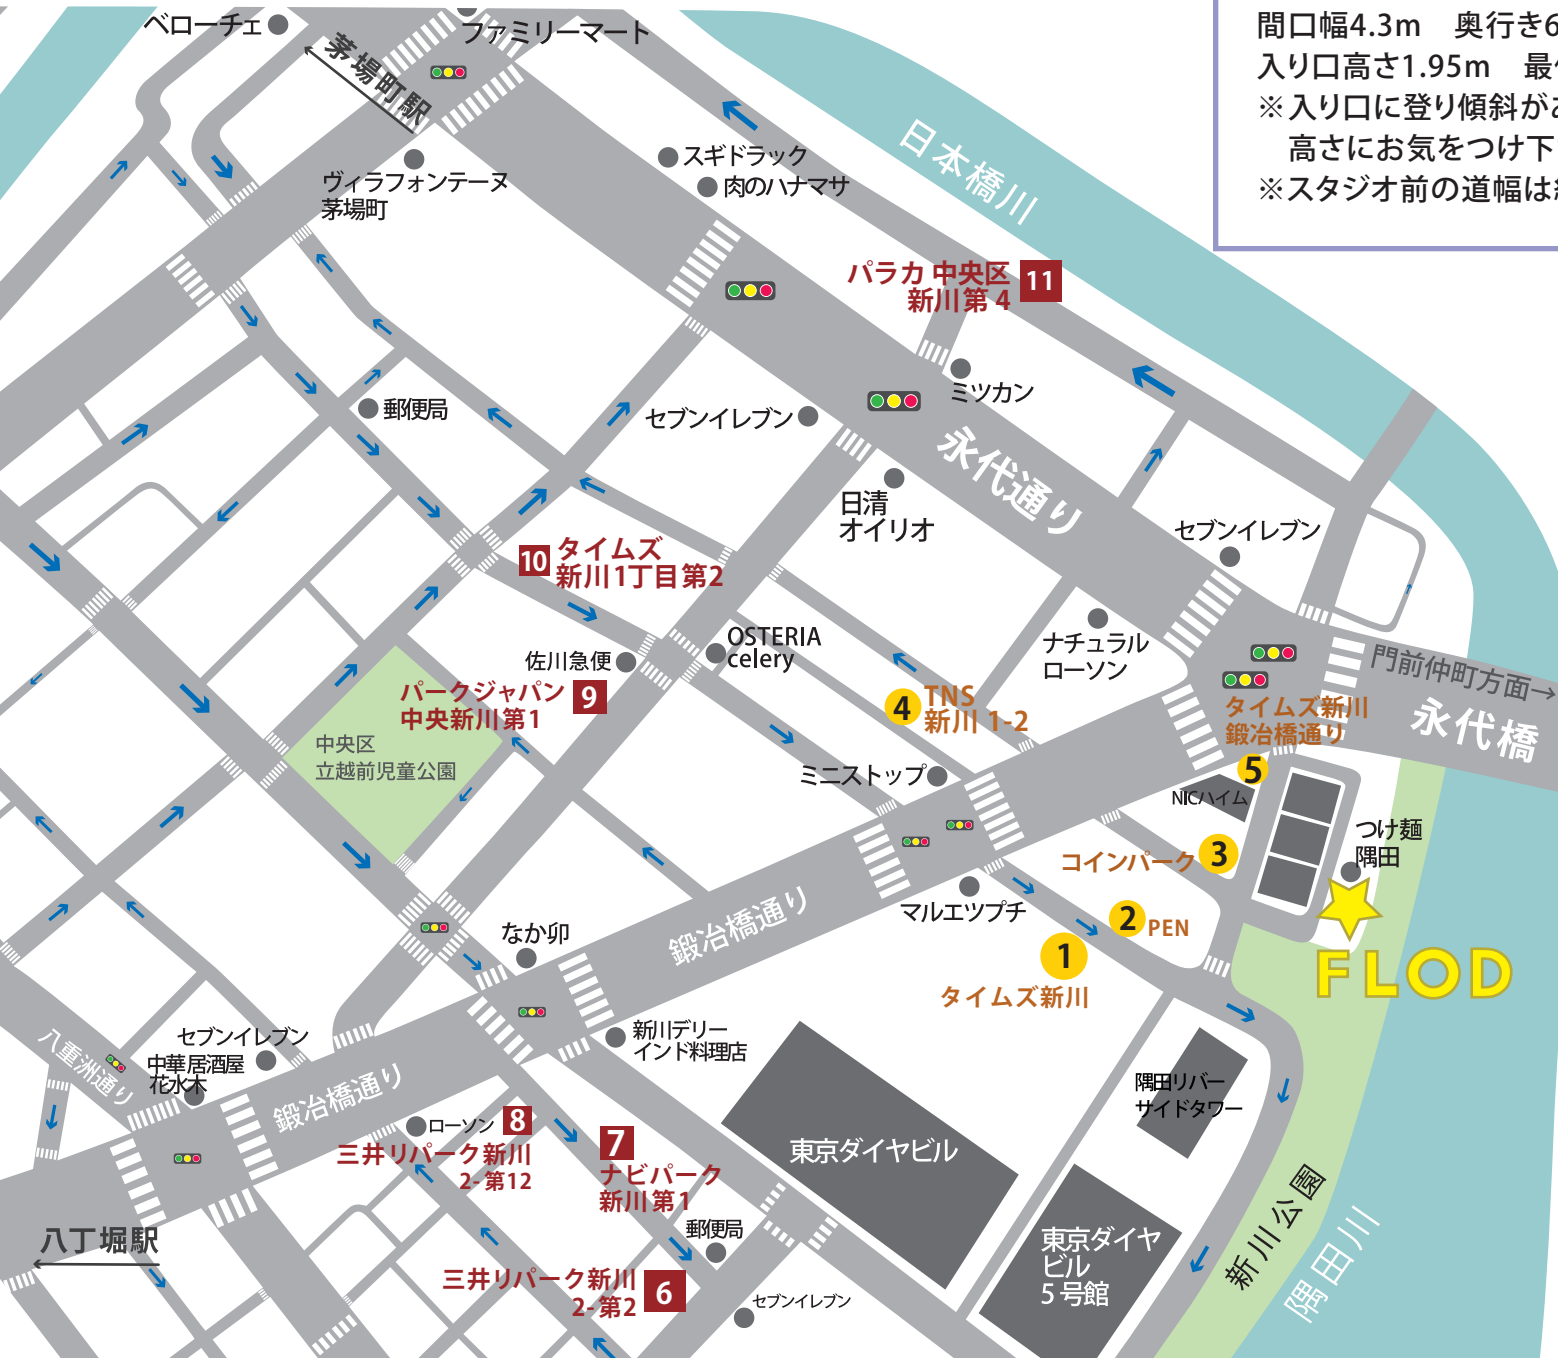 間口幅4.3m　奥行き6
入り口高さ1.95m　最
※入り口に登り傾斜が
高さにお気をつけ下
※スタジオ前の道幅は
ベローチェ
ファミリーマート
茅場町駅
ヴィラフォンテーヌ
茅場町
スギドラック
肉のハナマサ
日本橋川
パラカ 中央区
新川第 4
11
ミツカン
郵便局
セブンイレブン
永代通り
日清
オイリオ
セブンイレブン
10
タイムズ
新川1丁目第2
OSTERIA
celery
佐川急便
パークジャパン
中央新川第1
9
中央区
立越前児童公園
ナチュラル
ローソン
4
TNS
新川 1-2
門前仲町方面→
永代橋
タイムズ新川
鍛冶橋通り
5
NICハイム
ミニストップ
コインパーク
3
つけ麺
隅田
マルエツプチ
2
PEN
1
タイムズ新川
FLOD
なか卯
鍛冶橋通り
新川デリー
インド料理店
八重洲通り
セブンイレブン
中華居酒屋
花水木
鍛冶橋通り
ローソン
8
三井リパーク新川
2-第12
7
ナビパーク
新川第1
東京ダイヤビル
隅田リバー
サイドタワー
郵便局
八丁堀駅
三井リパーク新川
2-第2
6
セブンイレブン
東京ダイヤ
ビル
5号館
新川公園
隅田川